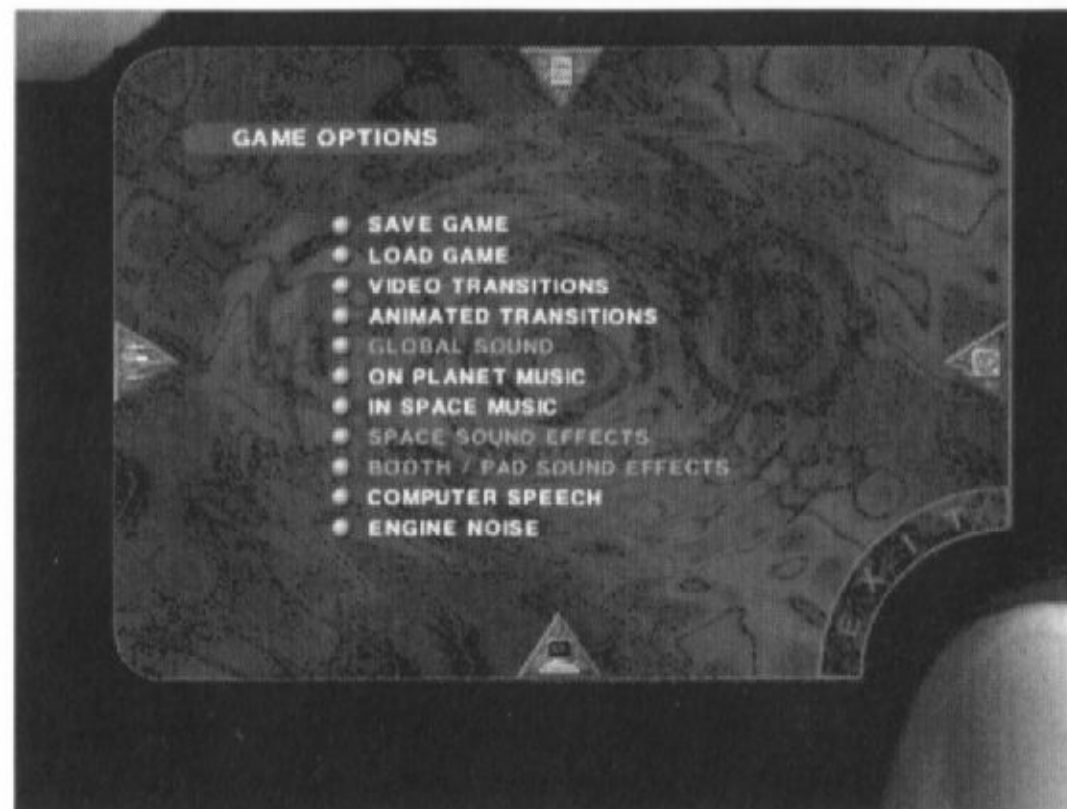 GAME OPTIONS
SAVE GAME
LOAD GAME
VIDEO TRANSITIONS
ANIMATED TRANSITIONS
GLOBAL SOUND
ON PLANET MUSIC
IN SPACE MUSIC
SPACE SOUND EFFECTS
BOOTH / PAD SOUND EFFECTS
COMPUTER SPEECH
ENGINE NOISE
EXIT